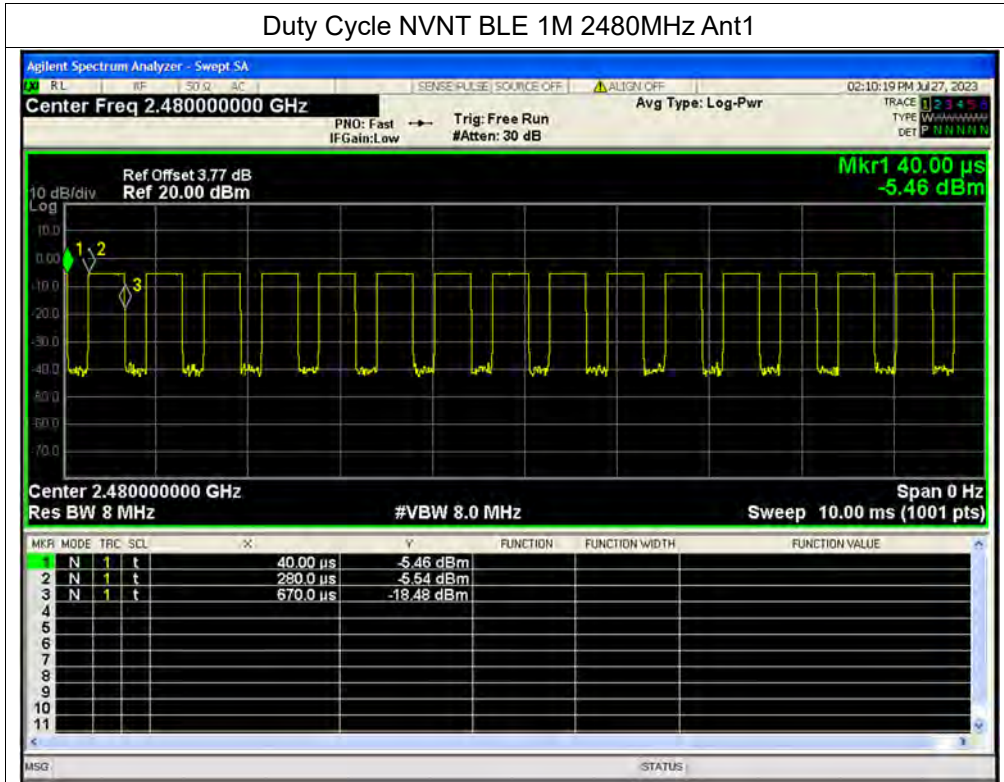 Duty Cycle NVNT BLE 1M 2480MHz Ant1
Agilent Spectrum Analyzer - Swept SA
RL RF 50 Ω AC SENSE:PULSE SOURCE OFF ALIGN OFF 02:10:19 PM Jul 27, 2023
Center Freq 2.480000000 GHz Avg Type: Log-Pwr TRACE 1 2 3 4 5 6
PNO: Fast Trig: Free Run TYPE W
IFGain:Low #Atten: 30 dB DET P N N N N N
Mkr1 40.00 µs
Ref Offset 3.77 dB
10 dB/div Ref 20.00 dBm -5.46 dBm
Log
10.0
1 2
0.00
3
-10.0
-20.0
-30.0
-40.0
-50.0
-60.0
-70.0
Center 2.480000000 GHz Span 0 Hz
Res BW 8 MHz #VBW 8.0 MHz Sweep 10.00 ms (1001 pts)
MKR MODE TRC SCL X Y FUNCTION FUNCTION WIDTH FUNCTION VALUE
1 N 1 t 40.00 µs -5.46 dBm
2 N 1 t 280.0 µs -5.54 dBm
3 N 1 t 670.0 µs -18.48 dBm
4
5
6
7
8
9
10
11
MSG STATUS